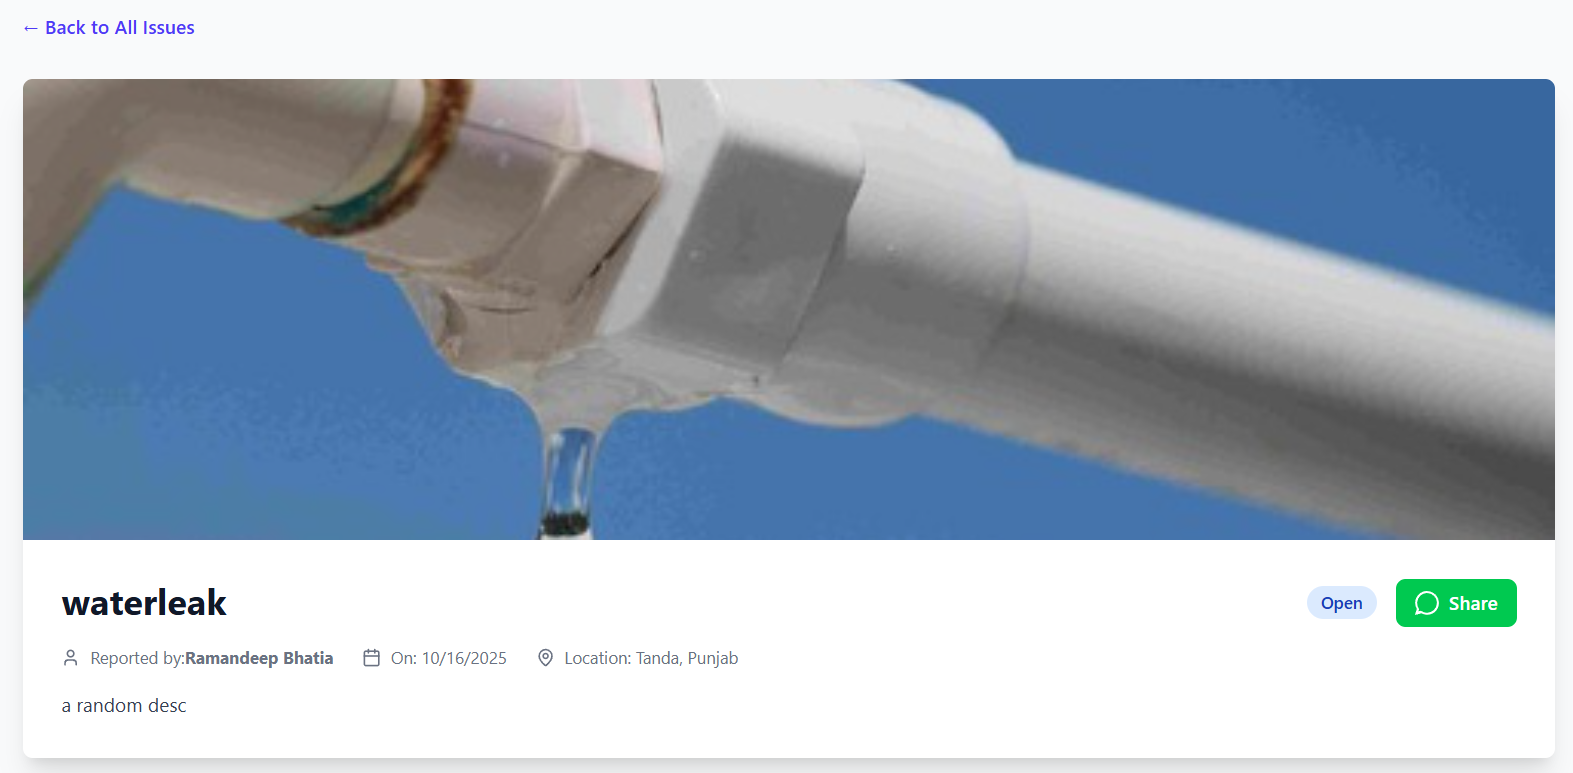 ← Back to All Issues
waterleak
Open
Share
Reported by:Ramandeep Bhatia
On: 10/16/2025
Location: Tanda, Punjab
a random desc